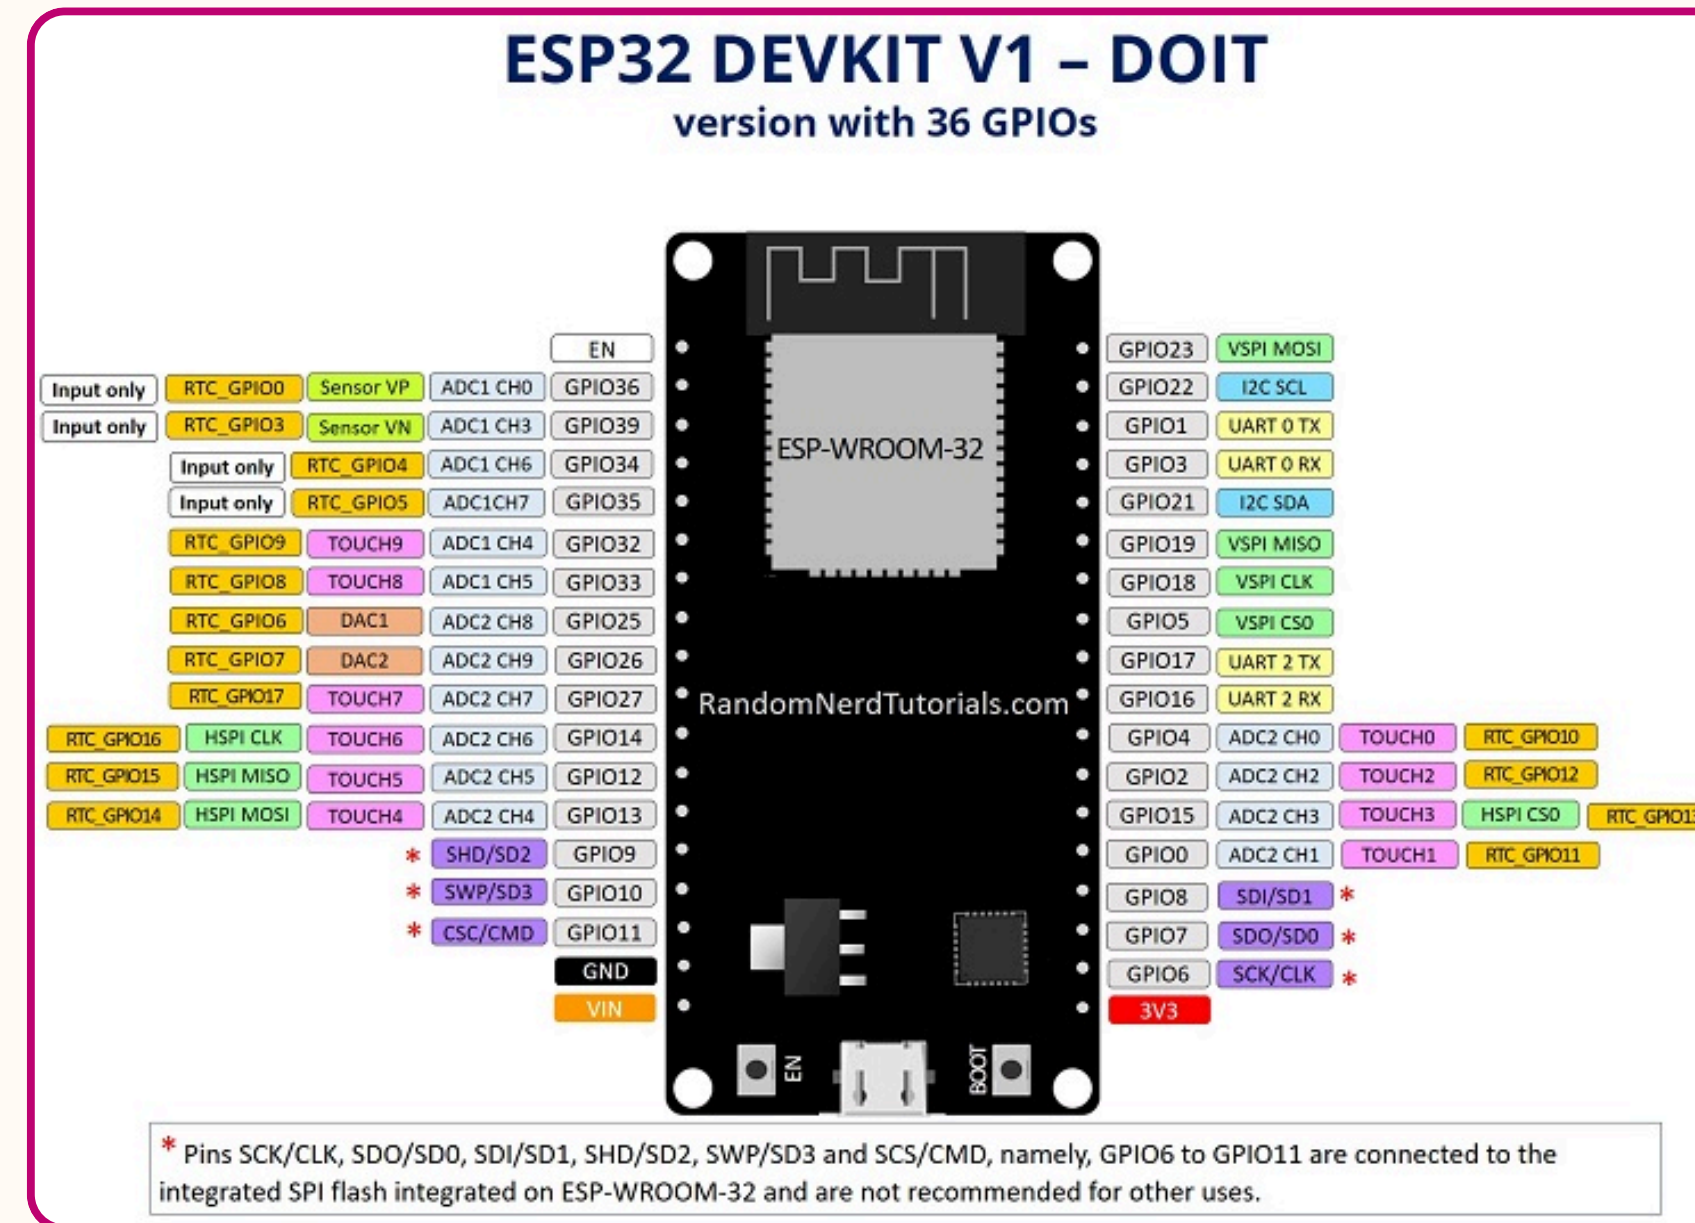 ESP32 DEVKIT V1 – DOIT
version with 36 GPIOs
EN
Input only RTC_GPIO0 Sensor VP ADC1 CH0 GPIO36
Input only RTC_GPIO3 Sensor VN ADC1 CH3 GPIO39
Input only RTC_GPIO4 ADC1 CH6 GPIO34
Input only RTC_GPIO5 ADC1CH7 GPIO35
RTC_GPIO9 TOUCH9 ADC1 CH4 GPIO32
RTC_GPIO8 TOUCH8 ADC1 CH5 GPIO33
RTC_GPIO6 DAC1 ADC2 CH8 GPIO25
RTC_GPIO7 DAC2 ADC2 CH9 GPIO26
RTC_GPIO17 TOUCH7 ADC2 CH7 GPIO27
RTC_GPIO16 HSPI CLK TOUCH6 ADC2 CH6 GPIO14
RTC_GPIO15 HSPI MISO TOUCH5 ADC2 CH5 GPIO12
RTC_GPIO14 HSPI MOSI TOUCH4 ADC2 CH4 GPIO13
* SHD/SD2 GPIO9
* SWP/SD3 GPIO10
* CSC/CMD GPIO11
GND
VIN
ESP-WROOM-32
RandomNerdTutorials.com
EN
BOOT
GPIO23 VSPI MOSI
GPIO22 I2C SCL
GPIO1 UART 0 TX
GPIO3 UART 0 RX
GPIO21 I2C SDA
GPIO19 VSPI MISO
GPIO18 VSPI CLK
GPIO5 VSPI CS0
GPIO17 UART 2 TX
GPIO16 UART 2 RX
GPIO4 ADC2 CH0 TOUCH0 RTC_GPIO10
GPIO2 ADC2 CH2 TOUCH2 RTC_GPIO12
GPIO15 ADC2 CH3 TOUCH3 HSPI CS0 RTC_GPIO13
GPIO0 ADC2 CH1 TOUCH1 RTC_GPIO11
GPIO8 SDI/SD1 *
GPIO7 SDO/SD0 *
GPIO6 SCK/CLK *
3V3
* Pins SCK/CLK, SDO/SD0, SDI/SD1, SHD/SD2, SWP/SD3 and SCS/CMD, namely, GPIO6 to GPIO11 are connected to the
integrated SPI flash integrated on ESP-WROOM-32 and are not recommended for other uses.